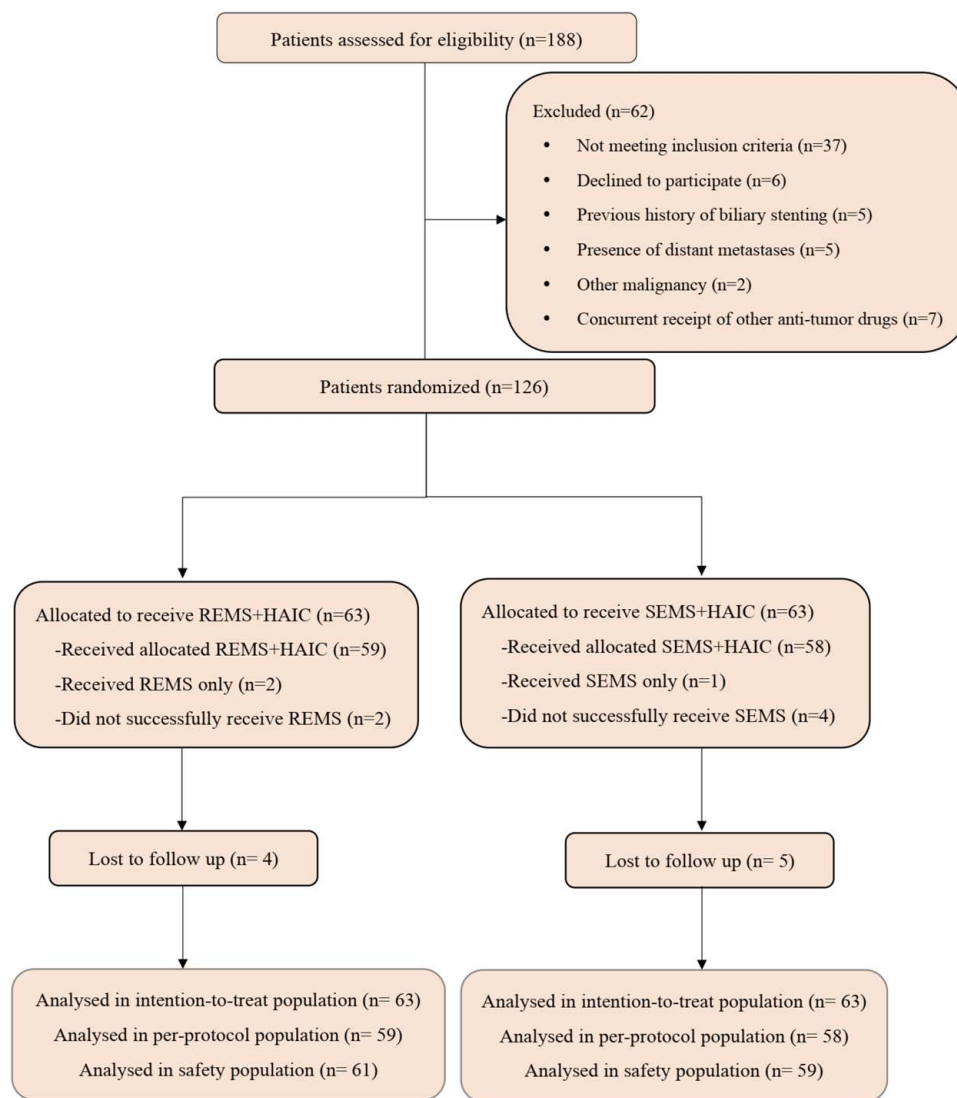 Patients assessed for eligibility (n=188)
Excluded (n=62)
• Not meeting inclusion criteria (n=37)
• Declined to participate (n=6)
• Previous history of biliary stenting (n=5)
• Presence of distant metastases (n=5)
• Other malignancy (n=2)
• Concurrent receipt of other anti-tumor drugs (n=7)
Patients randomized (n=126)
Allocated to receive REMS+HAIC (n=63)
-Received allocated REMS+HAIC (n=59)
-Received REMS only (n=2)
-Did not successfully receive REMS (n=2)
Allocated to receive SEMS+HAIC (n=63)
-Received allocated SEMS+HAIC (n=58)
-Received SEMS only (n=1)
-Did not successfully receive SEMS (n=4)
Lost to follow up (n= 4)
Lost to follow up (n= 5)
Analysed in intention-to-treat population (n= 63)
Analysed in per-protocol population (n= 59)
Analysed in safety population (n= 61)
Analysed in intention-to-treat population (n= 63)
Analysed in per-protocol population (n= 58)
Analysed in safety population (n= 59)